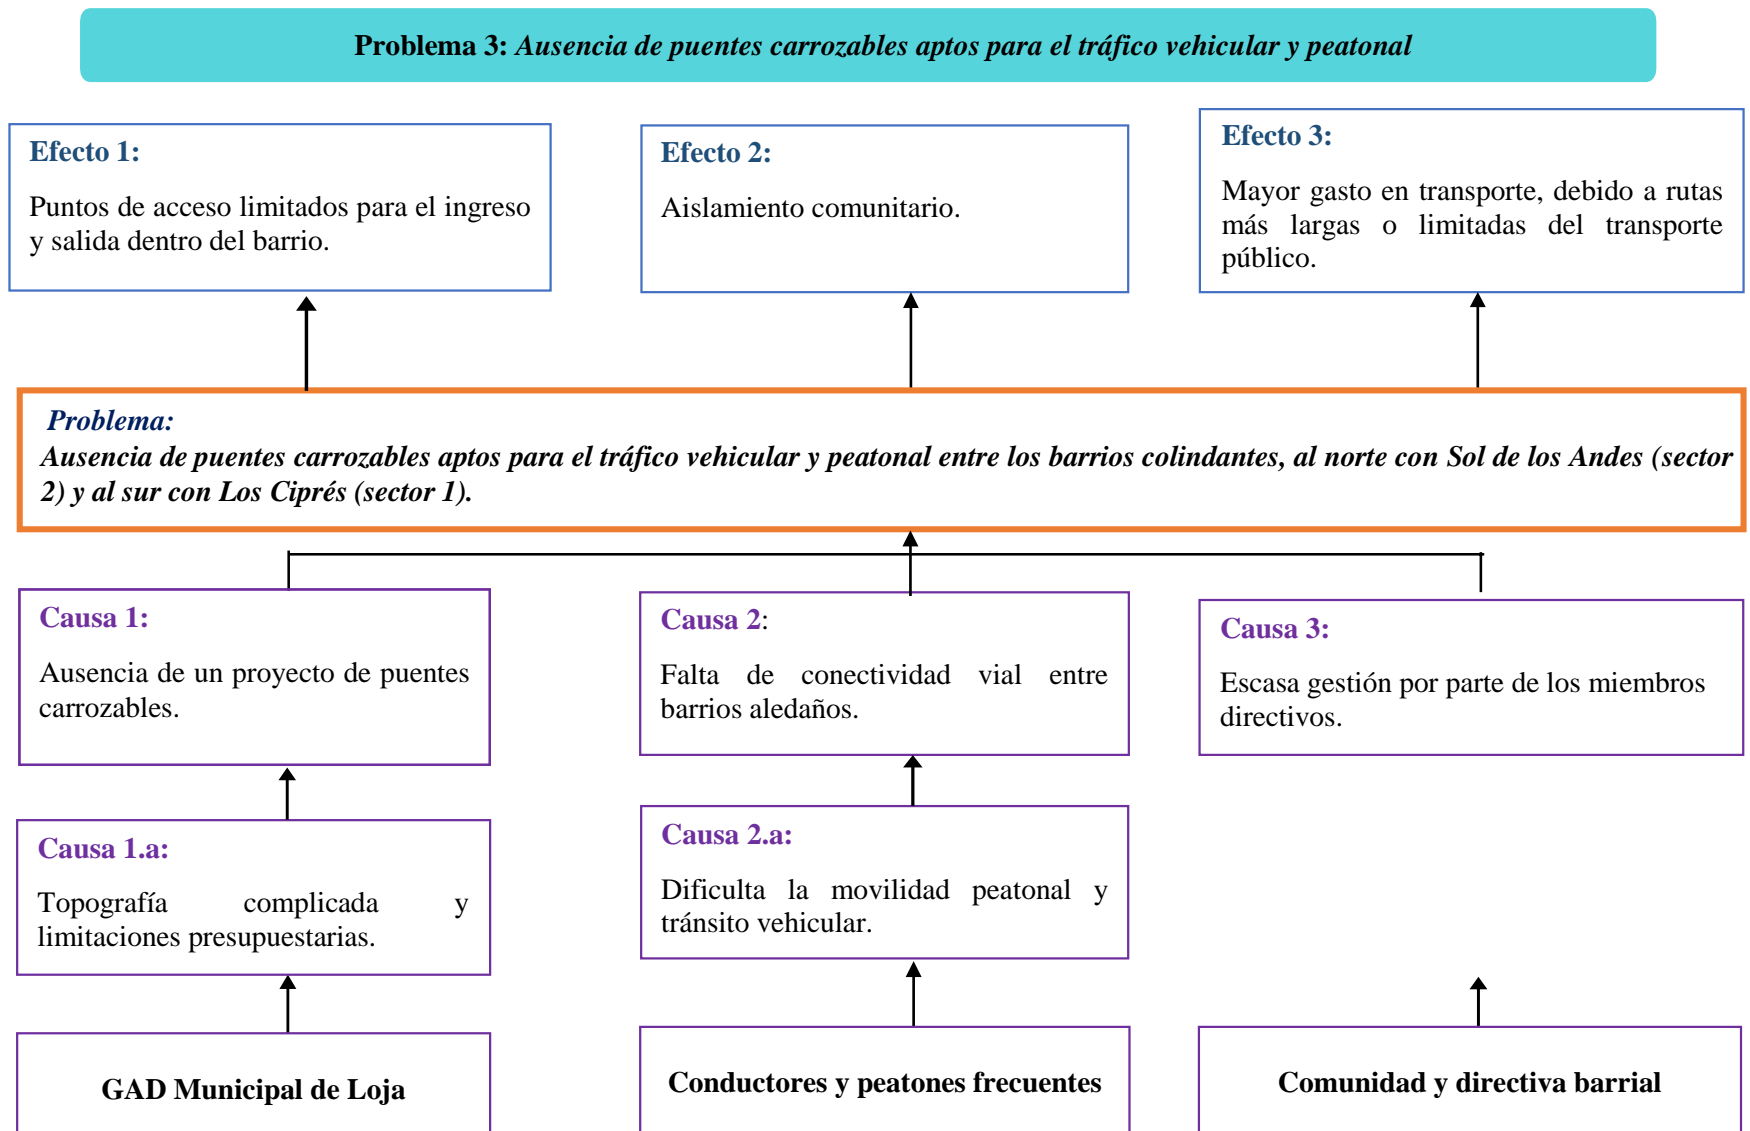 Problema 3: Ausencia de puentes carrozables aptos para el tráfico vehicular y peatonal
Efecto 1:
Puntos de acceso limitados para el ingreso
y salida dentro del barrio.
Efecto 2:
Aislamiento comunitario.
Efecto 3:
Mayor gasto en transporte, debido a rutas
más largas o limitadas del transporte
público.
Problema:
Ausencia de puentes carrozables aptos para el tráfico vehicular y peatonal entre los barrios colindantes, al norte con Sol de los Andes (sector
2) y al sur con Los Ciprés (sector 1).
Causa 1:
Ausencia de un proyecto de puentes
carrozables.
Causa 2:
Falta de conectividad vial entre
barrios aledaños.
Causa 3:
Escasa gestión por parte de los miembros
directivos.
Causa 1.a:
Topografía complicada y
limitaciones presupuestarias.
Causa 2.a:
Dificulta la movilidad peatonal y
tránsito vehicular.
GAD Municipal de Loja
Conductores y peatones frecuentes
Comunidad y directiva barrial